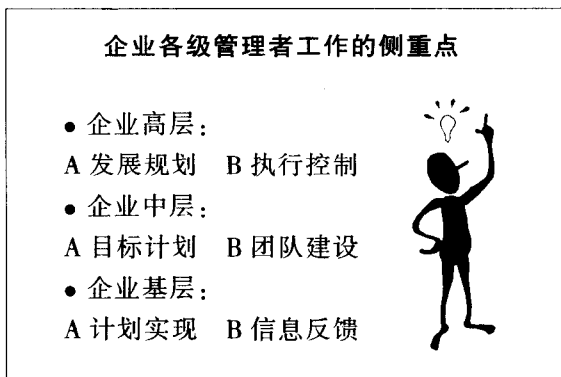 企业各级管理者工作的侧重点
● 企业高层：
A 发展规划 B 执行控制
● 企业中层：
A 目标计划 B 团队建设
● 企业基层：
A 计划实现 B 信息反馈